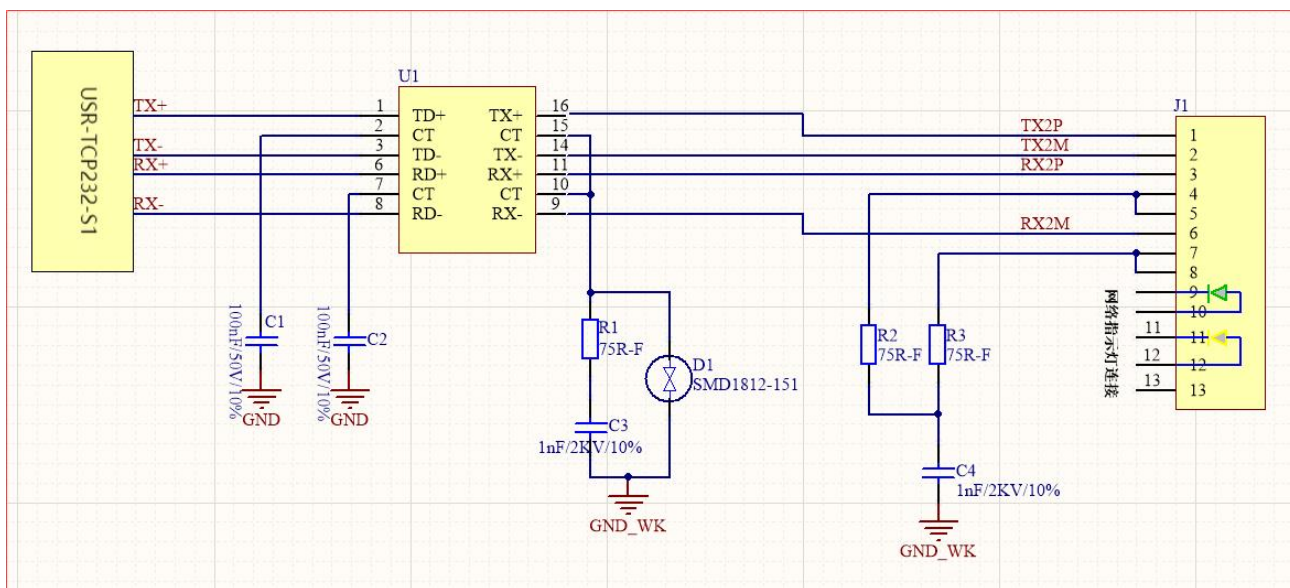 USR-TCP232-S1
TX+
TX-
RX+
RX-
U1
1 TD+ TX+ 16
2 CT CT 15
3 TD- TX- 14
6 RD+ RX+ 11
7 CT CT 10
8 RD- RX- 9
TX2P
TX2M
RX2P
RX2M
J1
1
2
3
4
5
6
7
8
9
10
11 11
12 12
13 13
网络指示灯连接
C1
100nF/50V/10%
GND
C2
100nF/50V/10%
GND
R1
75R-F
D1
SMD1812-151
C3
1nF/2KV/10%
GND_WK
R2
75R-F
R3
75R-F
C4
1nF/2KV/10%
GND_WK